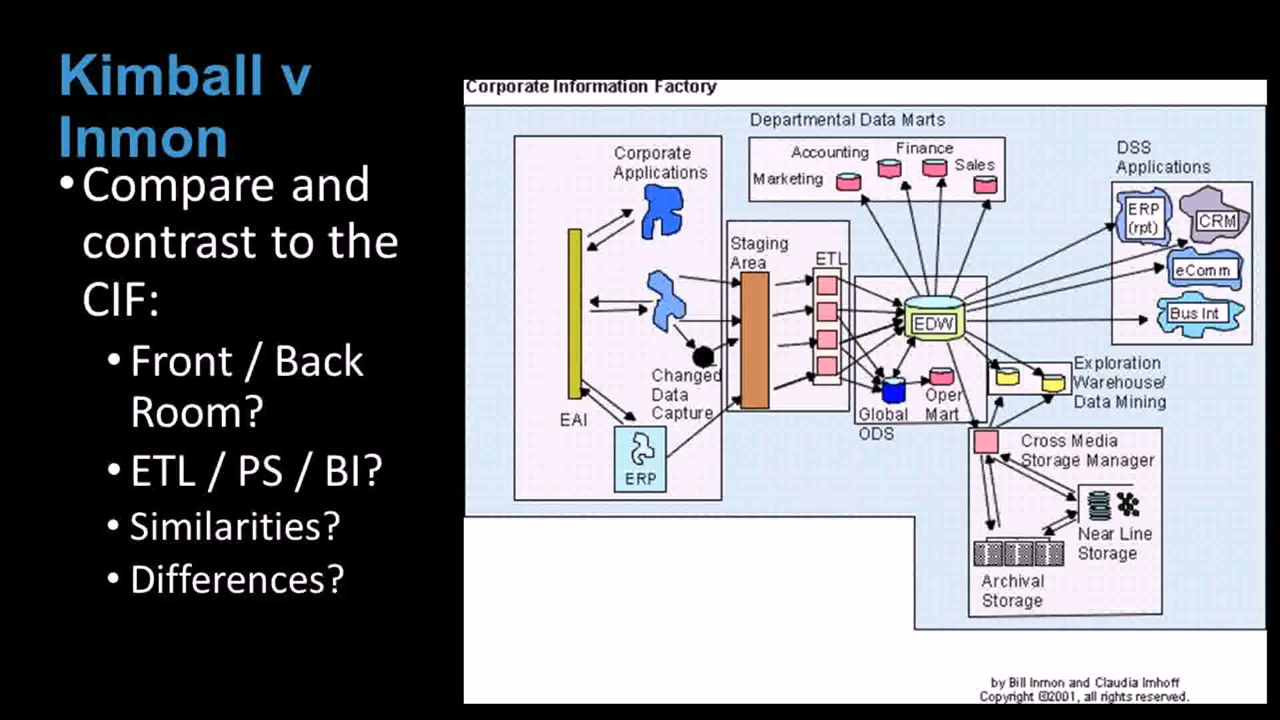 Kimball v
Inmon
•Compare and
contrast to the
CIF:
•Front / Back
Room?
•ETL / PS / BI?
•Similarities?
•Differences?
Corporate Information Factory
Departmental Data Marts
Accounting
Finance
Marketing
Sales
DSS
Applications
ERP
(rpt)
CRM
eComm
Bus Int
Corporate
Applications
Staging
Area
ETL
EDW
Changed
Data
Capture
EAI
ERP
Global
ODS
Oper
Mart
Exploration
Warehouse/
Data Mining
Cross Media
Storage Manager
Near Line
Storage
Archival
Storage
by Bill Inmon and Claudia Imhoff
Copyright ©2001, all rights reserved.